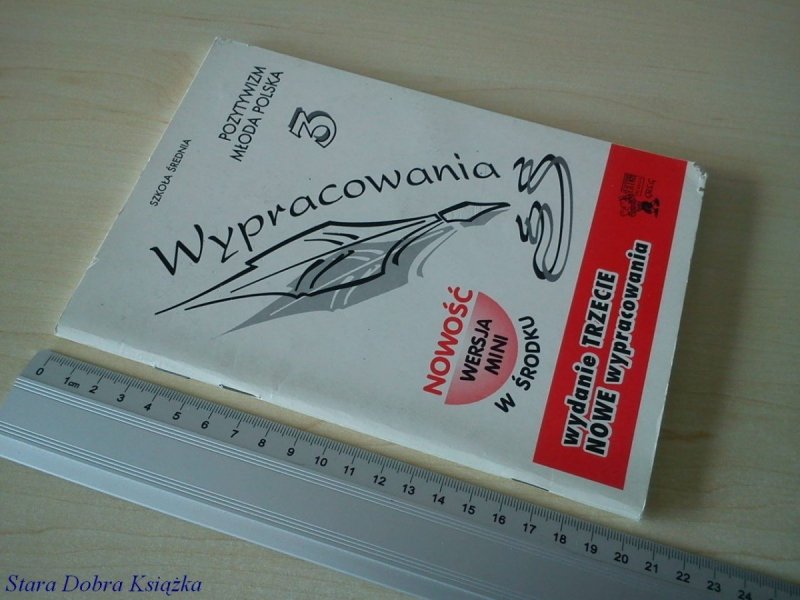 SZKOŁA ŚREDNIA
POZYTYWIZM
MŁODA POLSKA
3
Wypracowania
NOWOŚĆ
WERSJA
MINI
W ŚRODKU
GREG
wydanie TRZECIE
NOWE wypracowania
0 1cm 2 3 4 5 6 7 8 9 10 11 12 13 14 15 16 17 18 19 20 21 22 23 24
Stara Dobra Książka